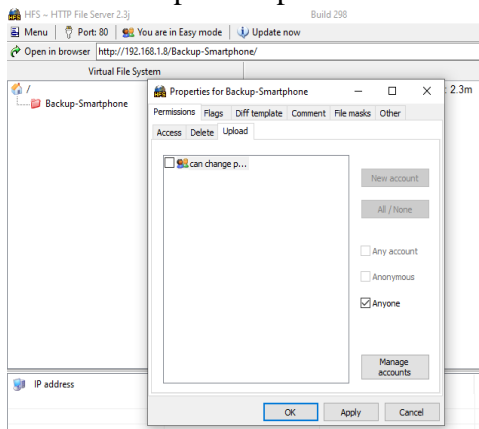 HFS ~ HTTP File Server 2.3j Build 298
Menu Port: 80 You are in Easy mode Update now
Open in browser http://192.168.1.8/Backup-Smartphone/
Virtual File System
/
Backup-Smartphone
2.3m
Properties for Backup-Smartphone
Permissions Flags Diff template Comment File masks Other
Access Delete Upload
can change p...
New account
All / None
Any account
Anonymous
Anyone
Manage
accounts
OK Apply Cancel
IP address